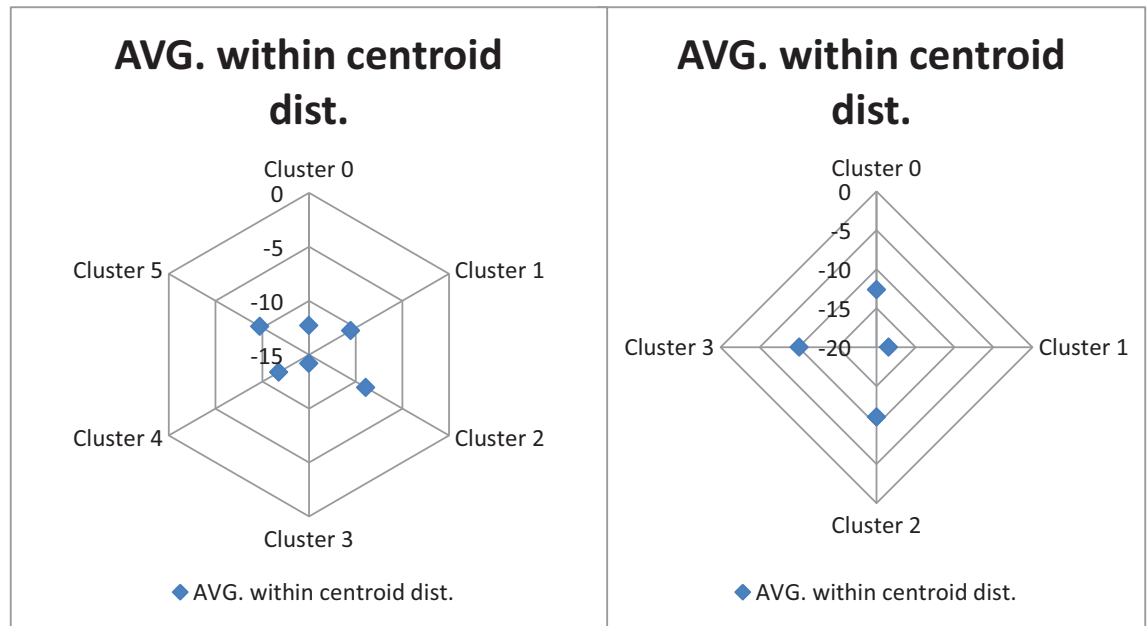 AVG. within centroid
dist.
Cluster 0
0
-5
Cluster 5
Cluster 1
-10
-15
Cluster 4
Cluster 2
Cluster 3
AVG. within centroid dist.
AVG. within centroid
dist.
Cluster 0
0
-5
-10
-15
Cluster 3
-20
Cluster 1
Cluster 2
AVG. within centroid dist.